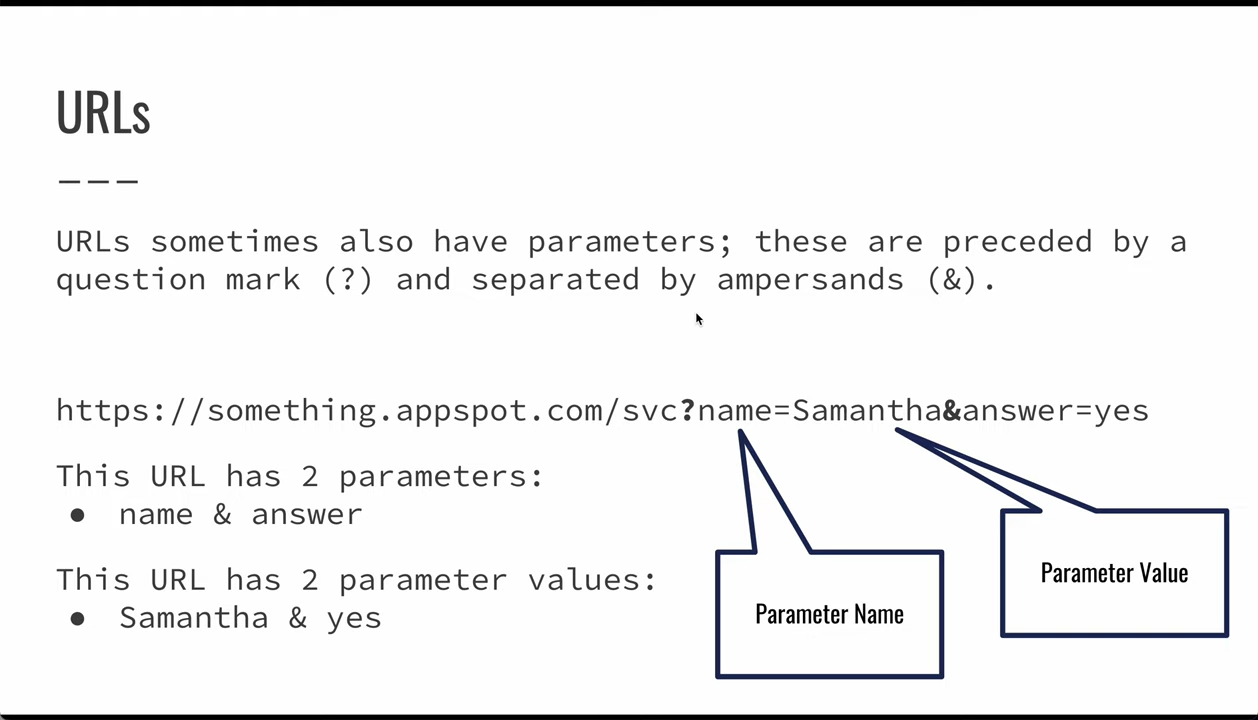 URLs
———
URLs sometimes also have parameters; these are preceded by a
question mark (?) and separated by ampersands (&).
https://something.appspot.com/svc?name=Samantha&answer=yes
This URL has 2 parameters:
● name & answer
This URL has 2 parameter values:
● Samantha & yes
Parameter Name
Parameter Value